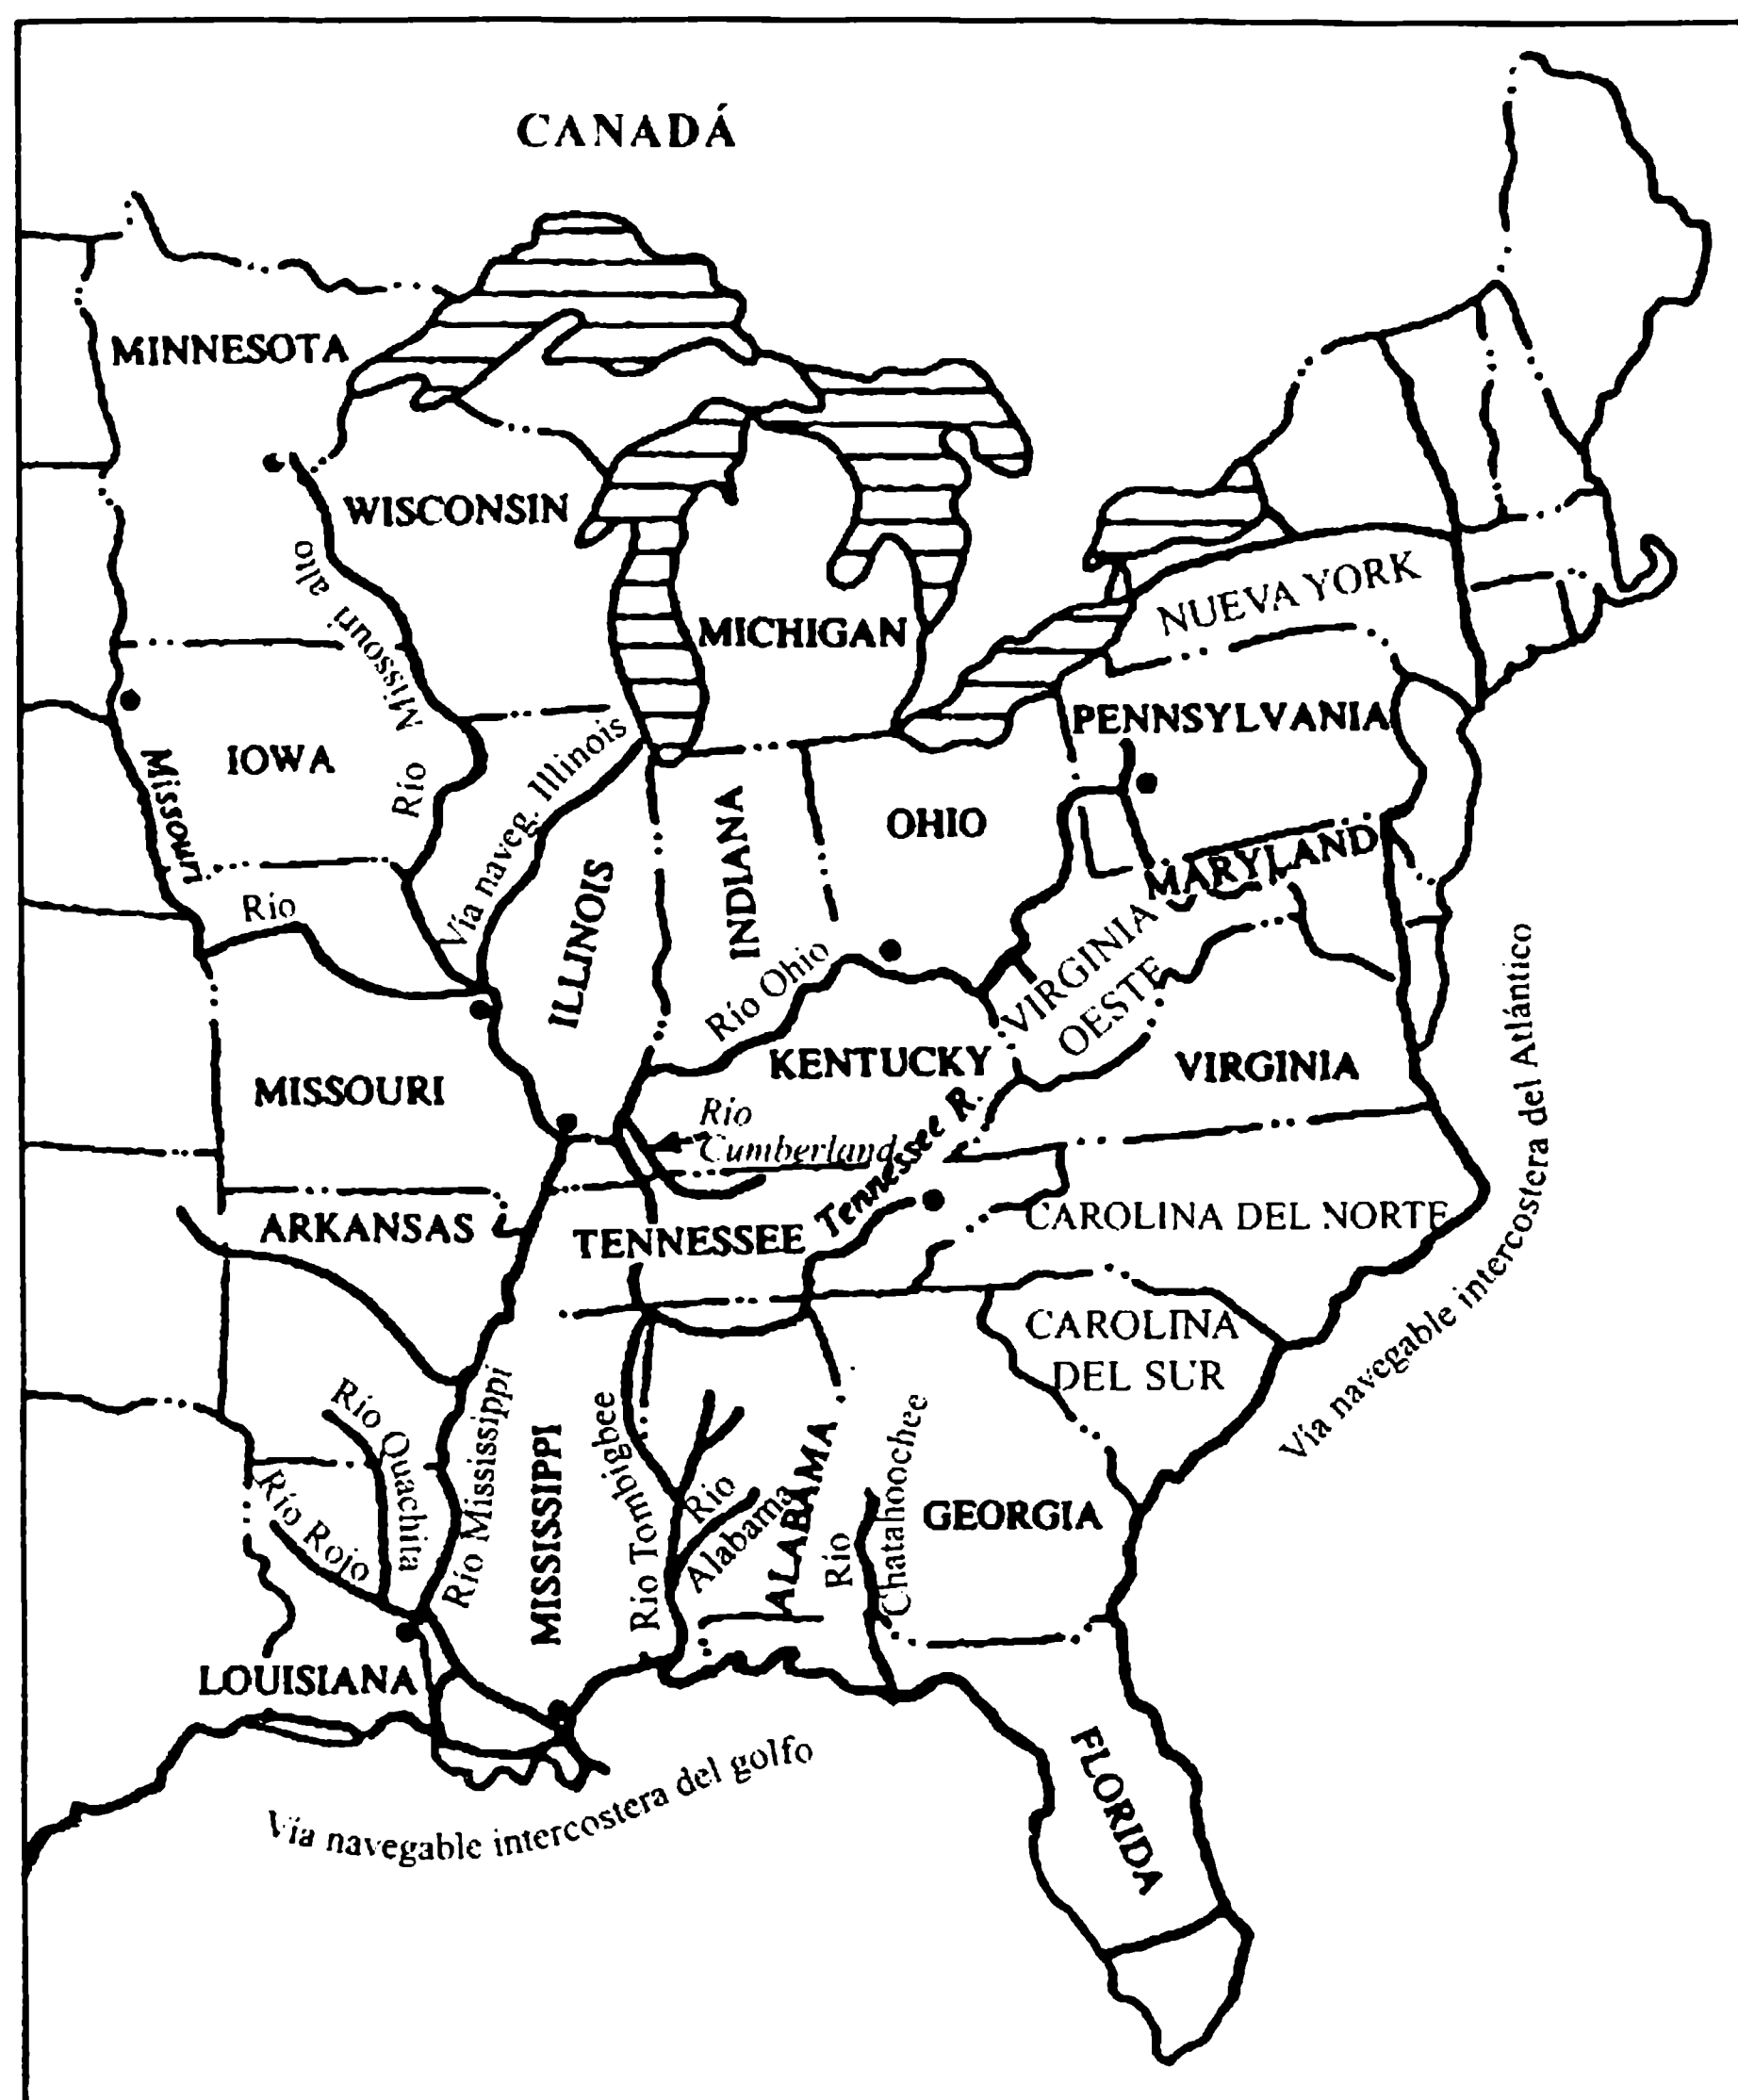 CANADÁ
MINNESOTA
WISCONSIN
MICHIGAN
NUEVA YORK
Río Missouri alto
PENNSYLVANIA
IOWA
Missouri
Río
Vía naveg. Illinois
ILLINOIS
INDIANA
OHIO
MARYLAND
VIRGINIA
OESTE
Río Ohio
KENTUCKY
VIRGINIA
MISSOURI
Río
Cumberland
Tennessee R.
ARKANSAS
TENNESSEE
CAROLINA DEL NORTE
CAROLINA
DEL SUR
Vía navegable intercostera del Atlántico
Río Quachita
Río Rojo
Río Mississippi
MISSISSIPPI
Río Tombigbee
Río
Alabama
ALABAMA
Río
Chatahoochee
GEORGIA
LOUISIANA
Vía navegable intercostera del golfo
FLORIDA